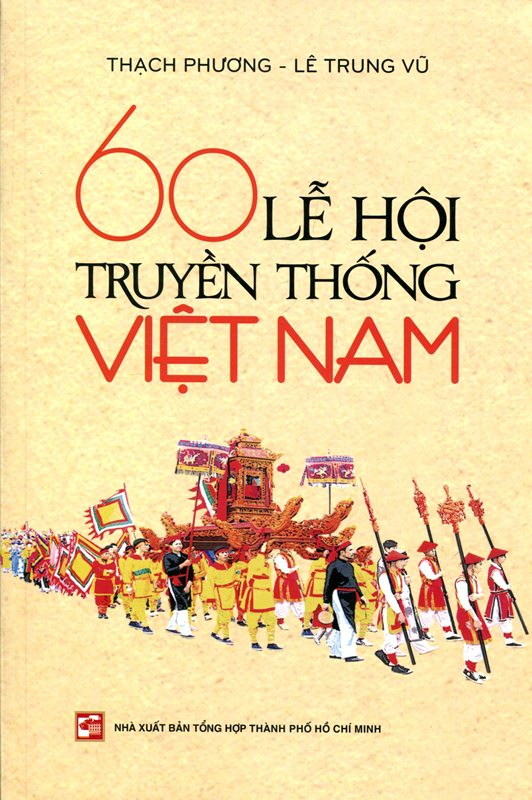 THẠCH PHƯƠNG - LÊ TRUNG VŨ
60 LỄ HỘI
TRUYỀN THỐNG
VIỆT NAM
NHÀ XUẤT BẢN TỔNG HỢP THÀNH PHỐ HỒ CHÍ MINH